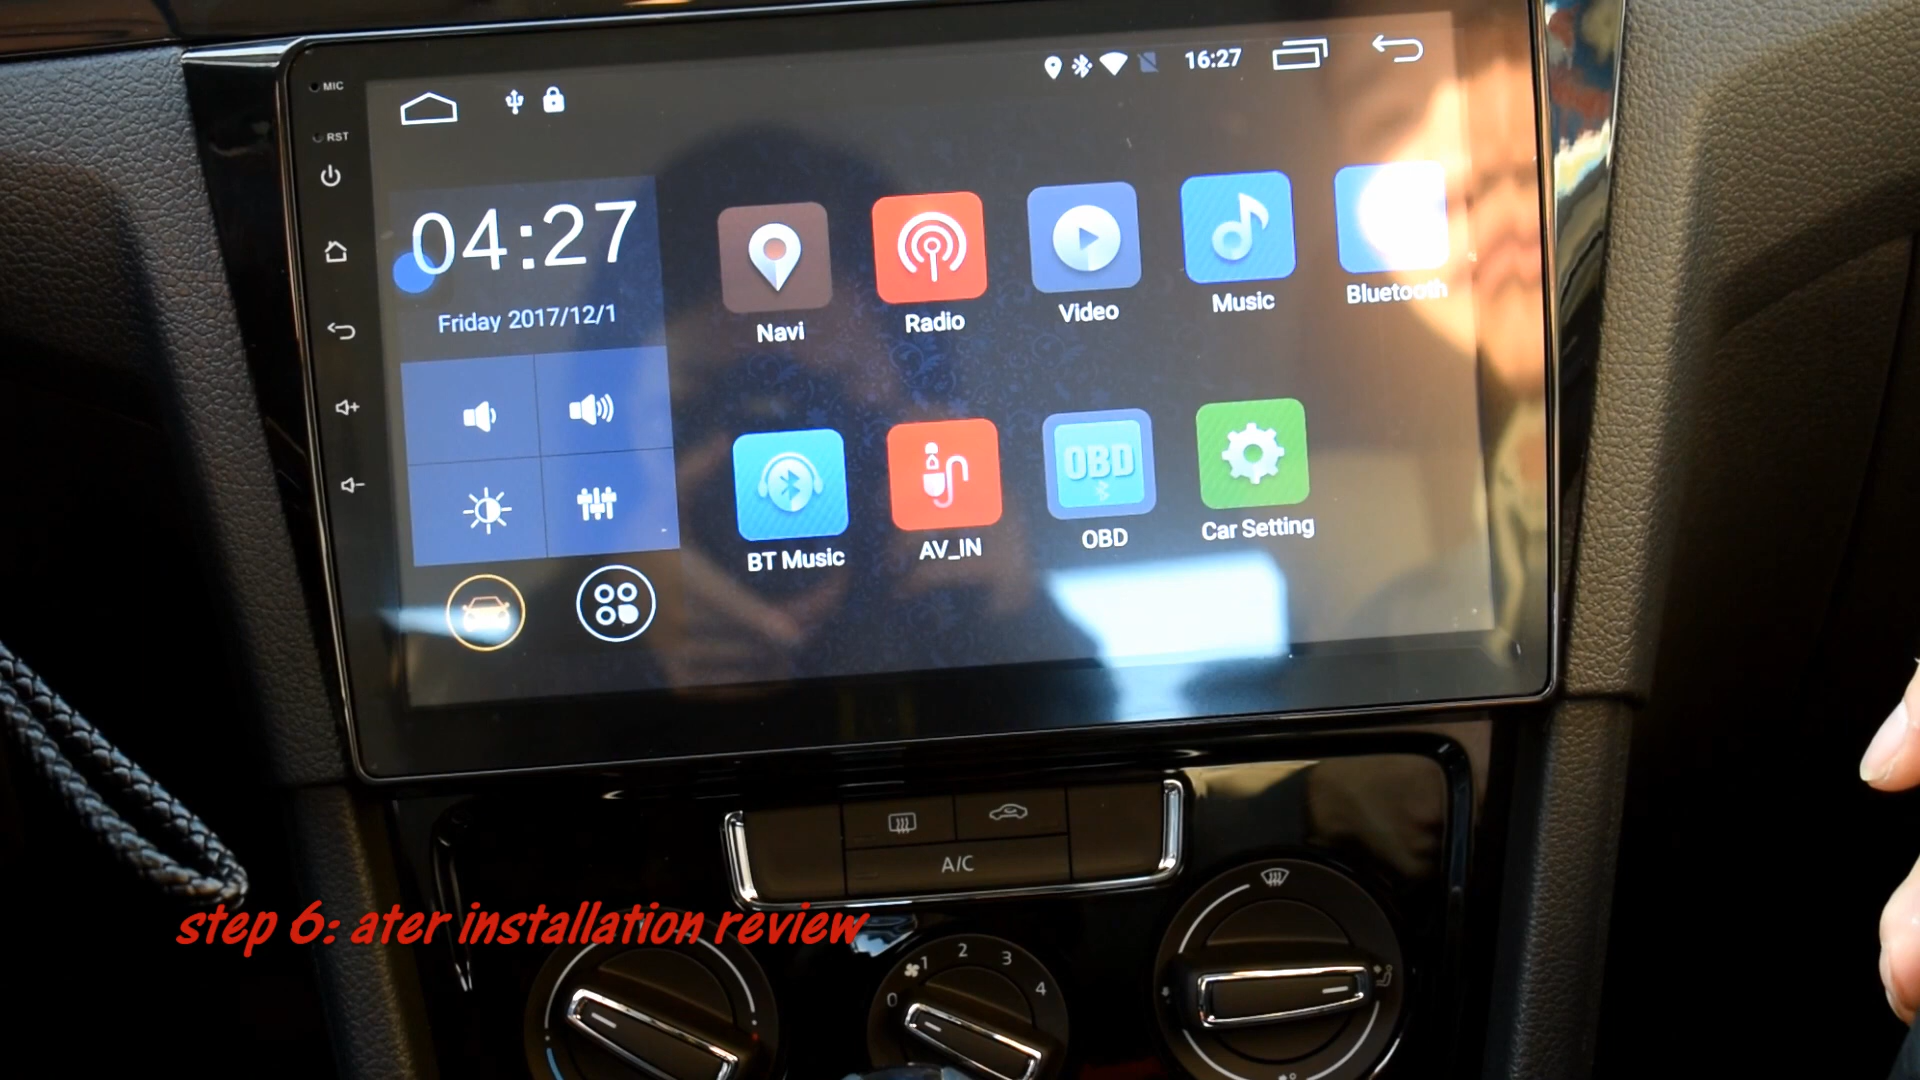 MIC
16:27
RST
04:27
Friday 2017/12/1
Navi
Radio
Video
Music
Bluetooth
BT Music
AV_IN
OBD
OBD
Car Setting
A/C
step 6: ater installation review
0 1 2 3 4